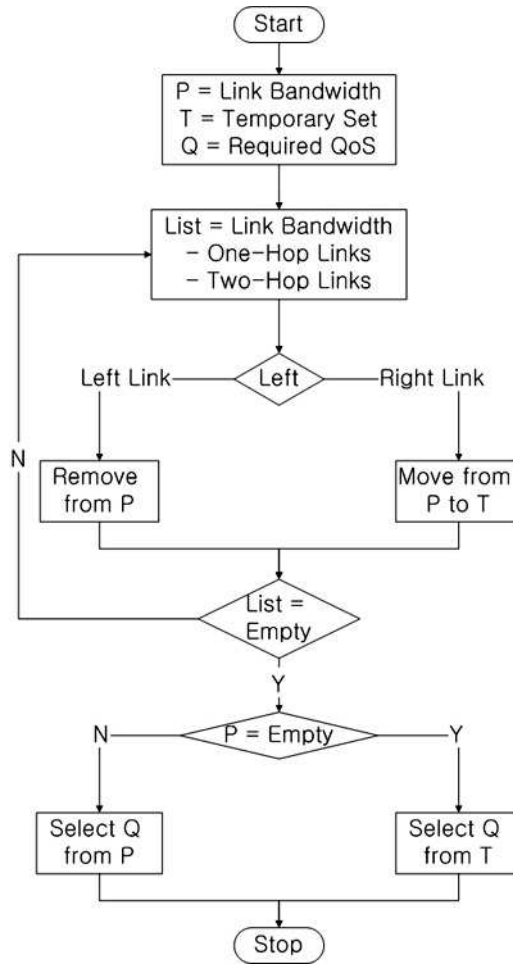 Start
P = Link Bandwidth
T = Temporary Set
Q = Required QoS
List = Link Bandwidth
- One-Hop Links
- Two-Hop Links
Left Link
Left
Right Link
N
Remove
from P
Move from
P to T
List =
Empty
Y
N
P = Empty
Y
Select Q
from P
Select Q
from T
Stop